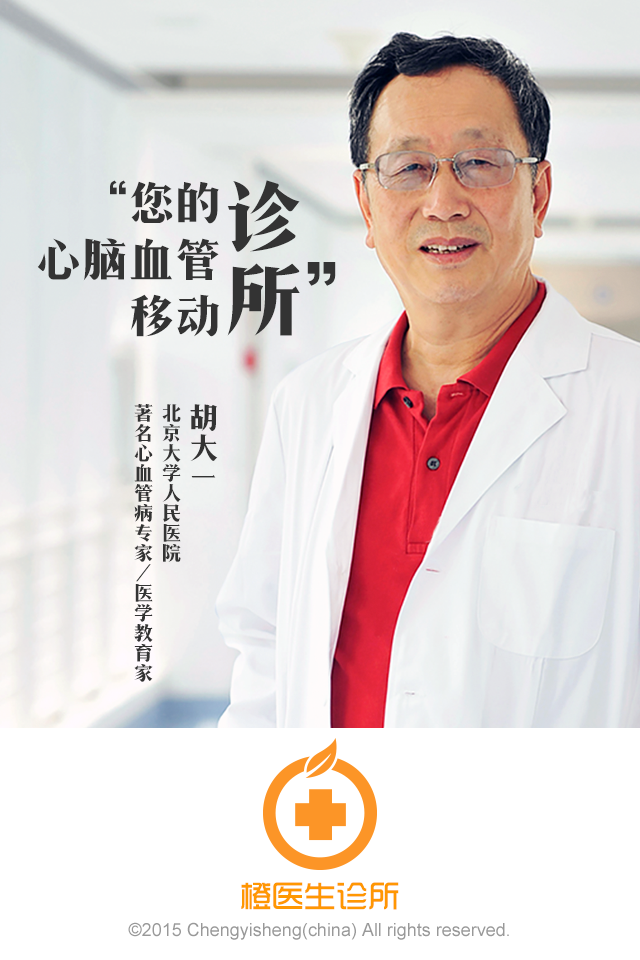 “您的
心脑血管
移动
诊所”
胡大一
北京大学人民医院
著名心血管病专家/医学教育家
橙医生诊所
©2015 Chengyisheng(china) All rights reserved.